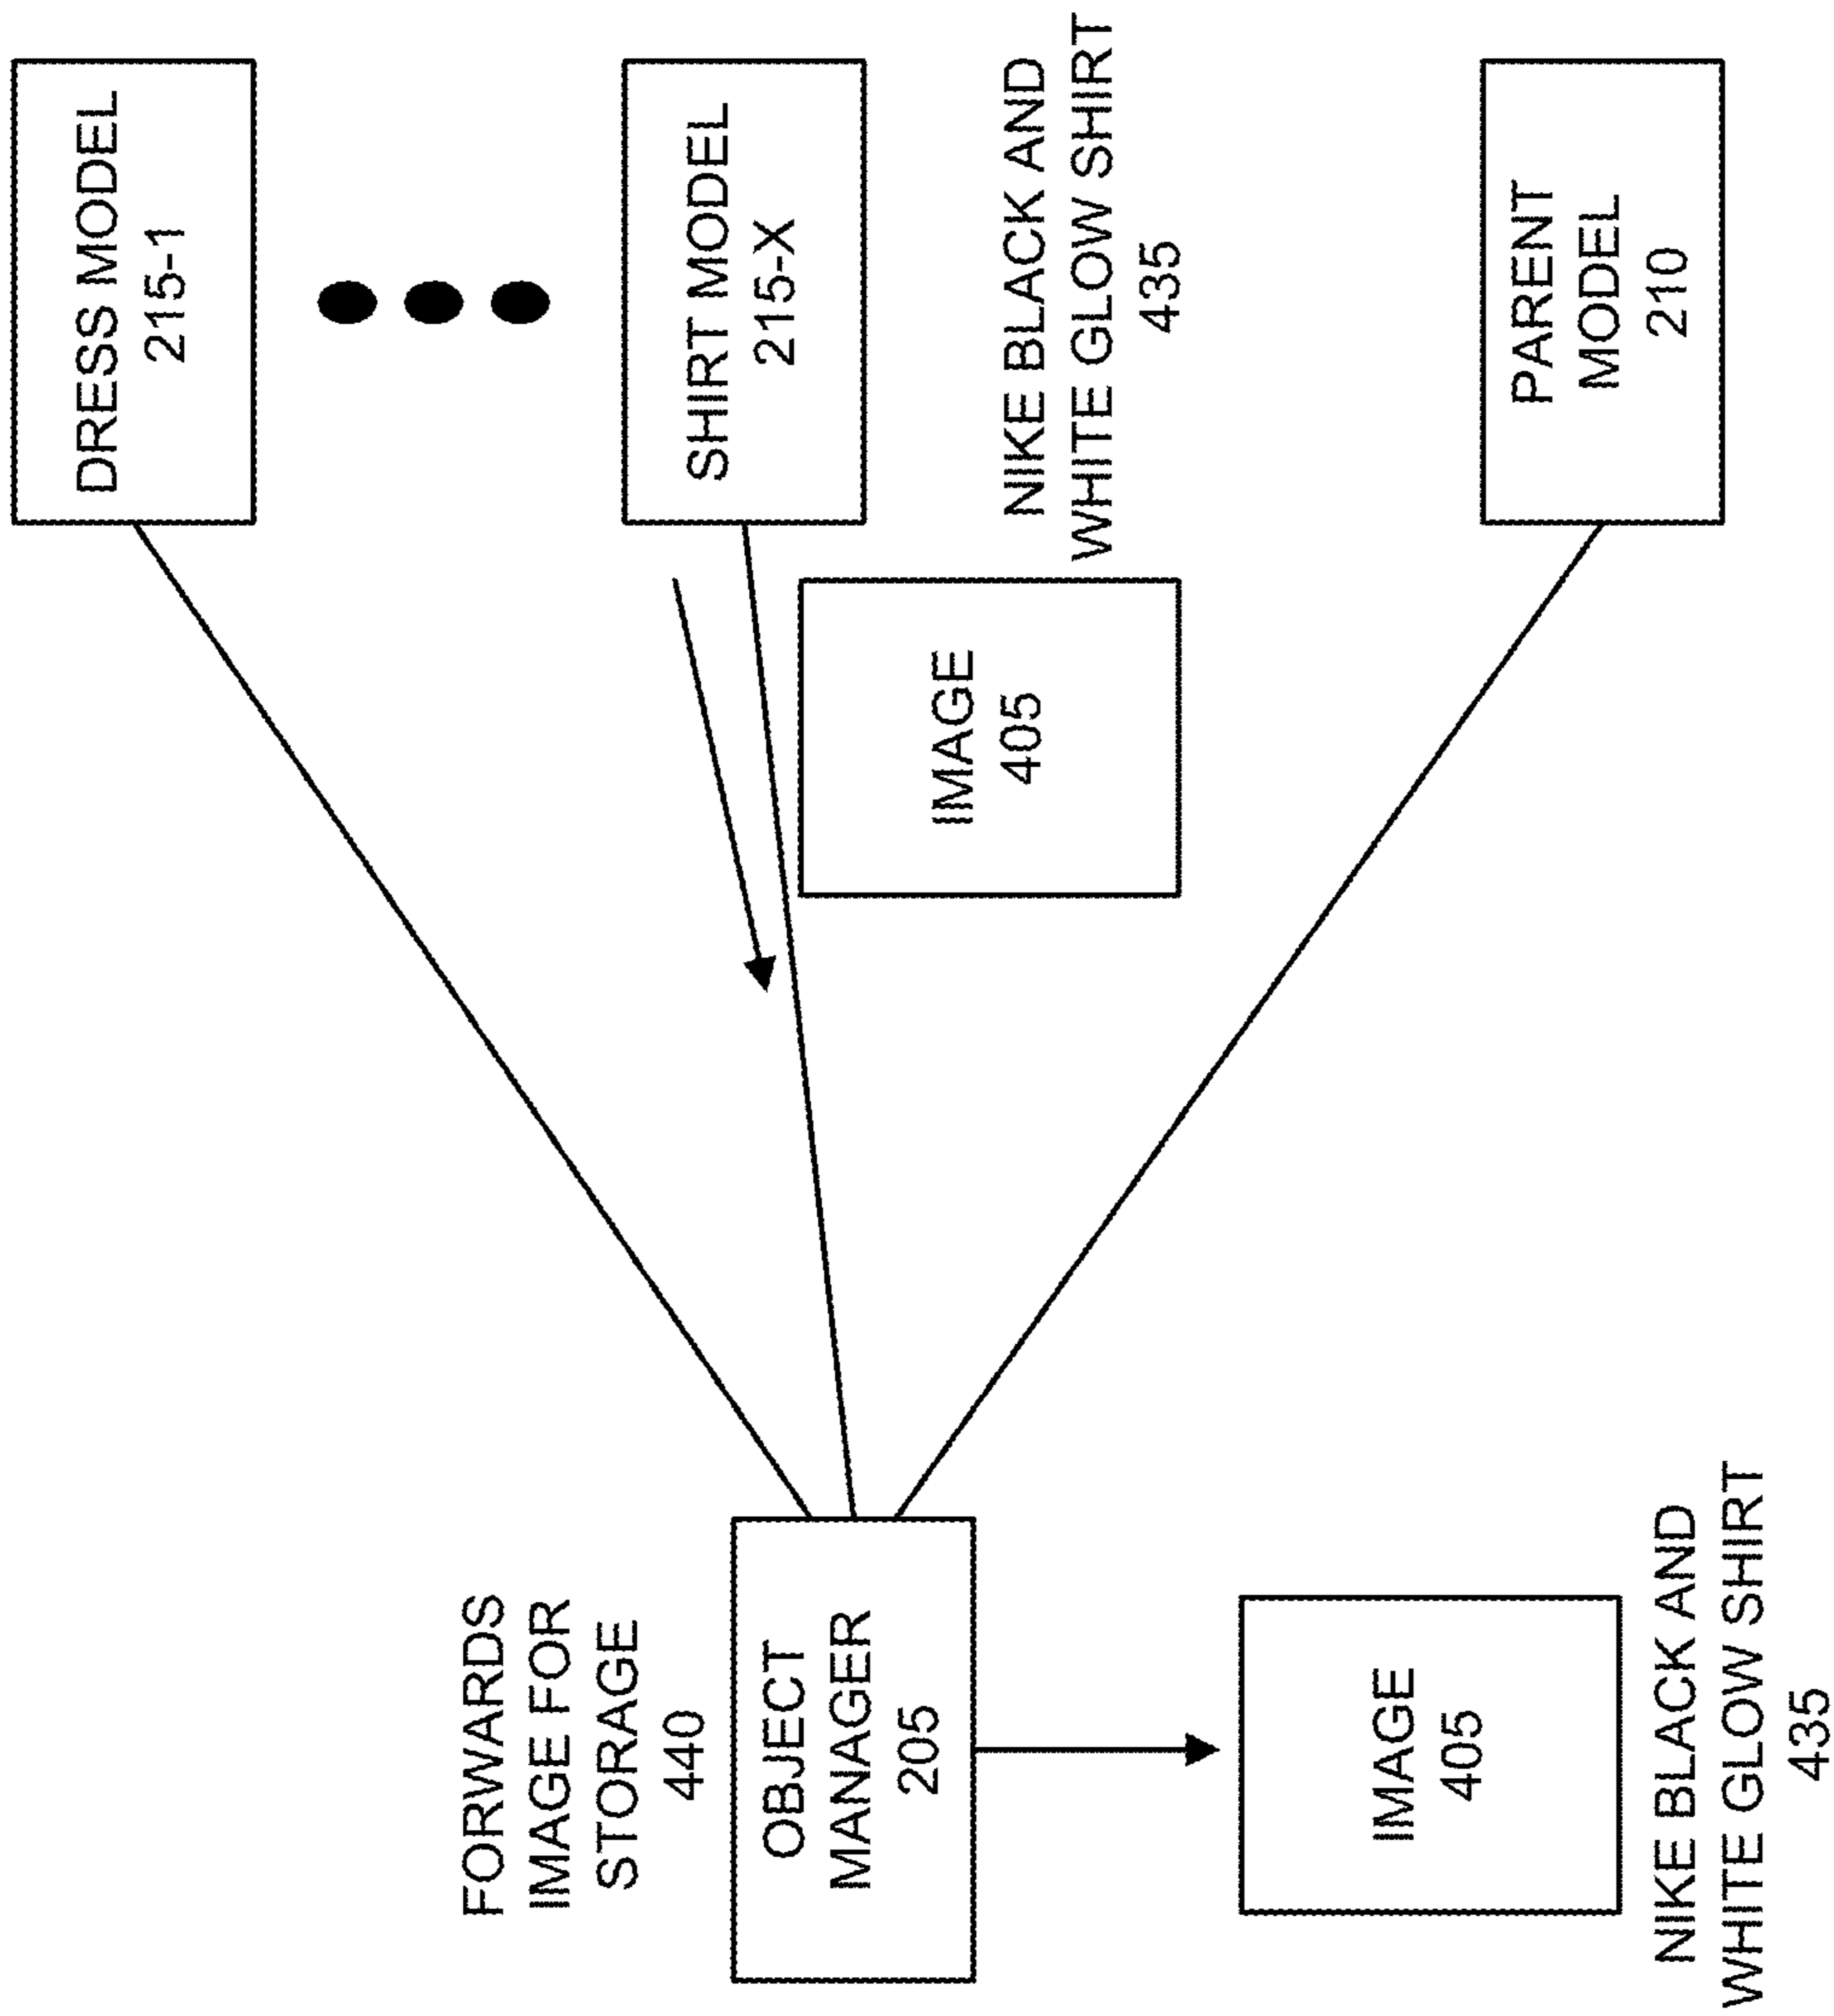 DRESS MODEL
215-1
SHIRT MODEL
215-X
NIKE BLACK AND
WHITE GLOW SHIRT
435
IMAGE
405
PARENT
MODEL
210
FORWARDS
IMAGE FOR
STORAGE
440
OBJECT
MANAGER
205
IMAGE
405
NIKE BLACK AND
WHITE GLOW SHIRT
435